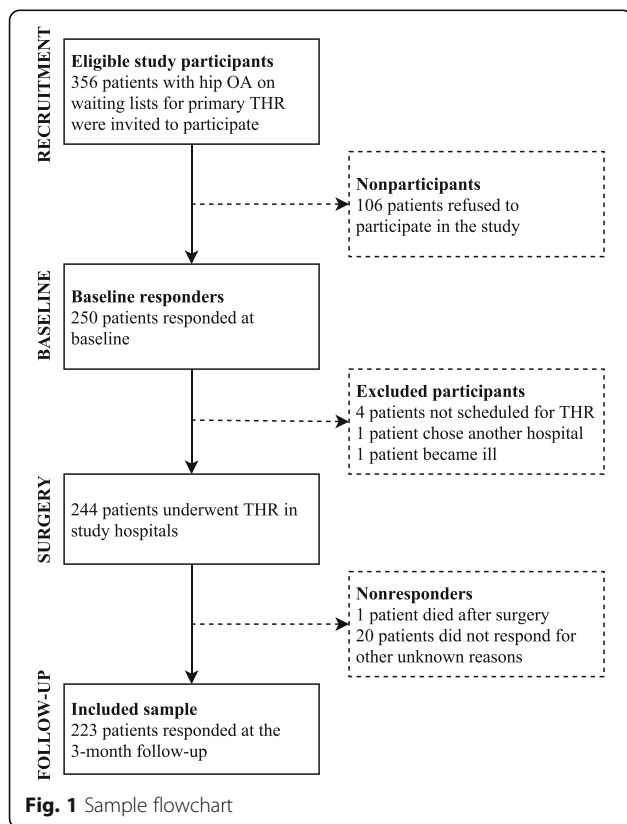 RECRUITMENT
Eligible study participants
356 patients with hip OA on
waiting lists for primary THR
were invited to participate
Nonparticipants
106 patients refused to
participate in the study
BASELINE
Baseline responders
250 patients responded at
baseline
Excluded participants
4 patients not scheduled for THR
1 patient chose another hospital
1 patient became ill
SURGERY
244 patients underwent THR in
study hospitals
Nonresponders
1 patient died after surgery
20 patients did not respond for
other unknown reasons
FOLLOW-UP
Included sample
223 patients responded at the
3-month follow-up
Fig. 1 Sample flowchart